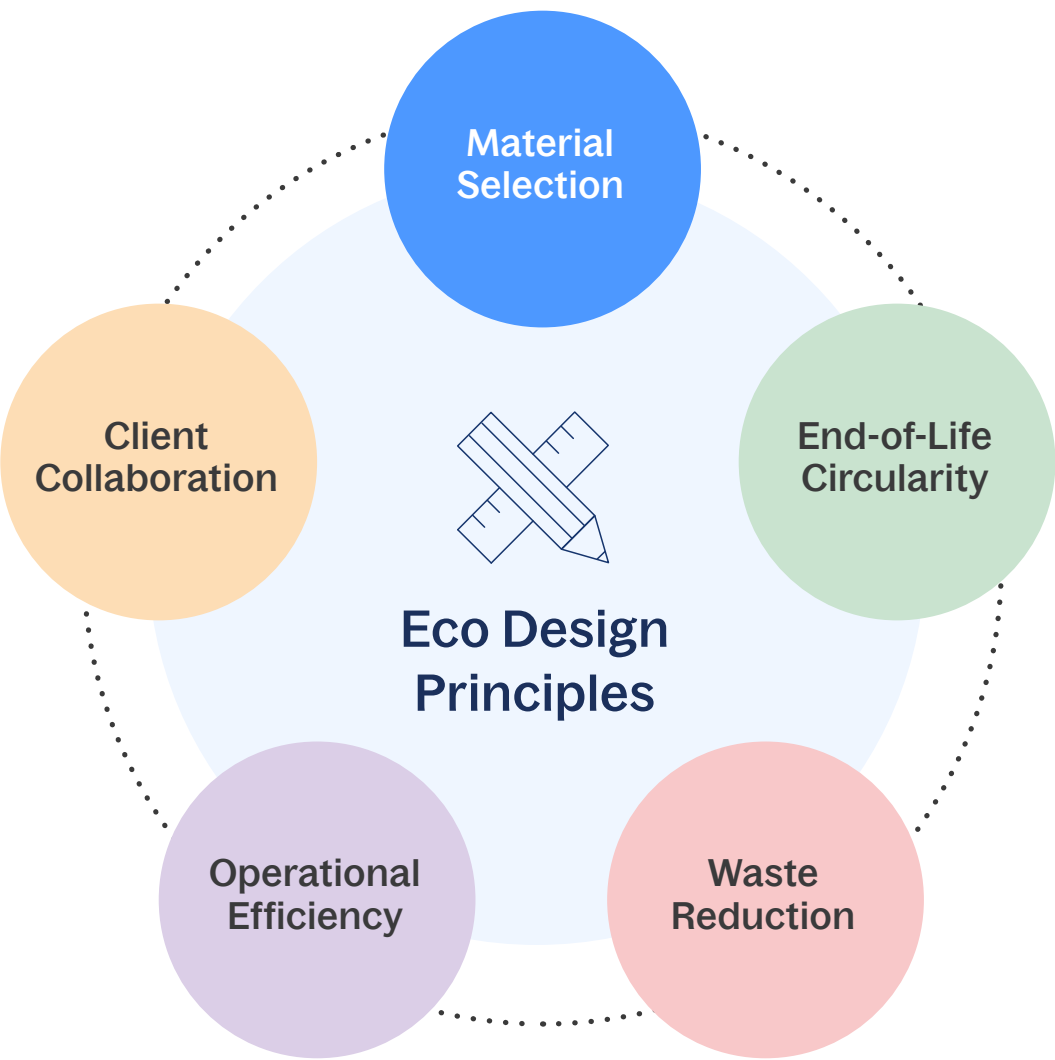 Material
Selection
Client
Collaboration
End-of-Life
Circularity
Eco Design
Principles
Operational
Efficiency
Waste
Reduction